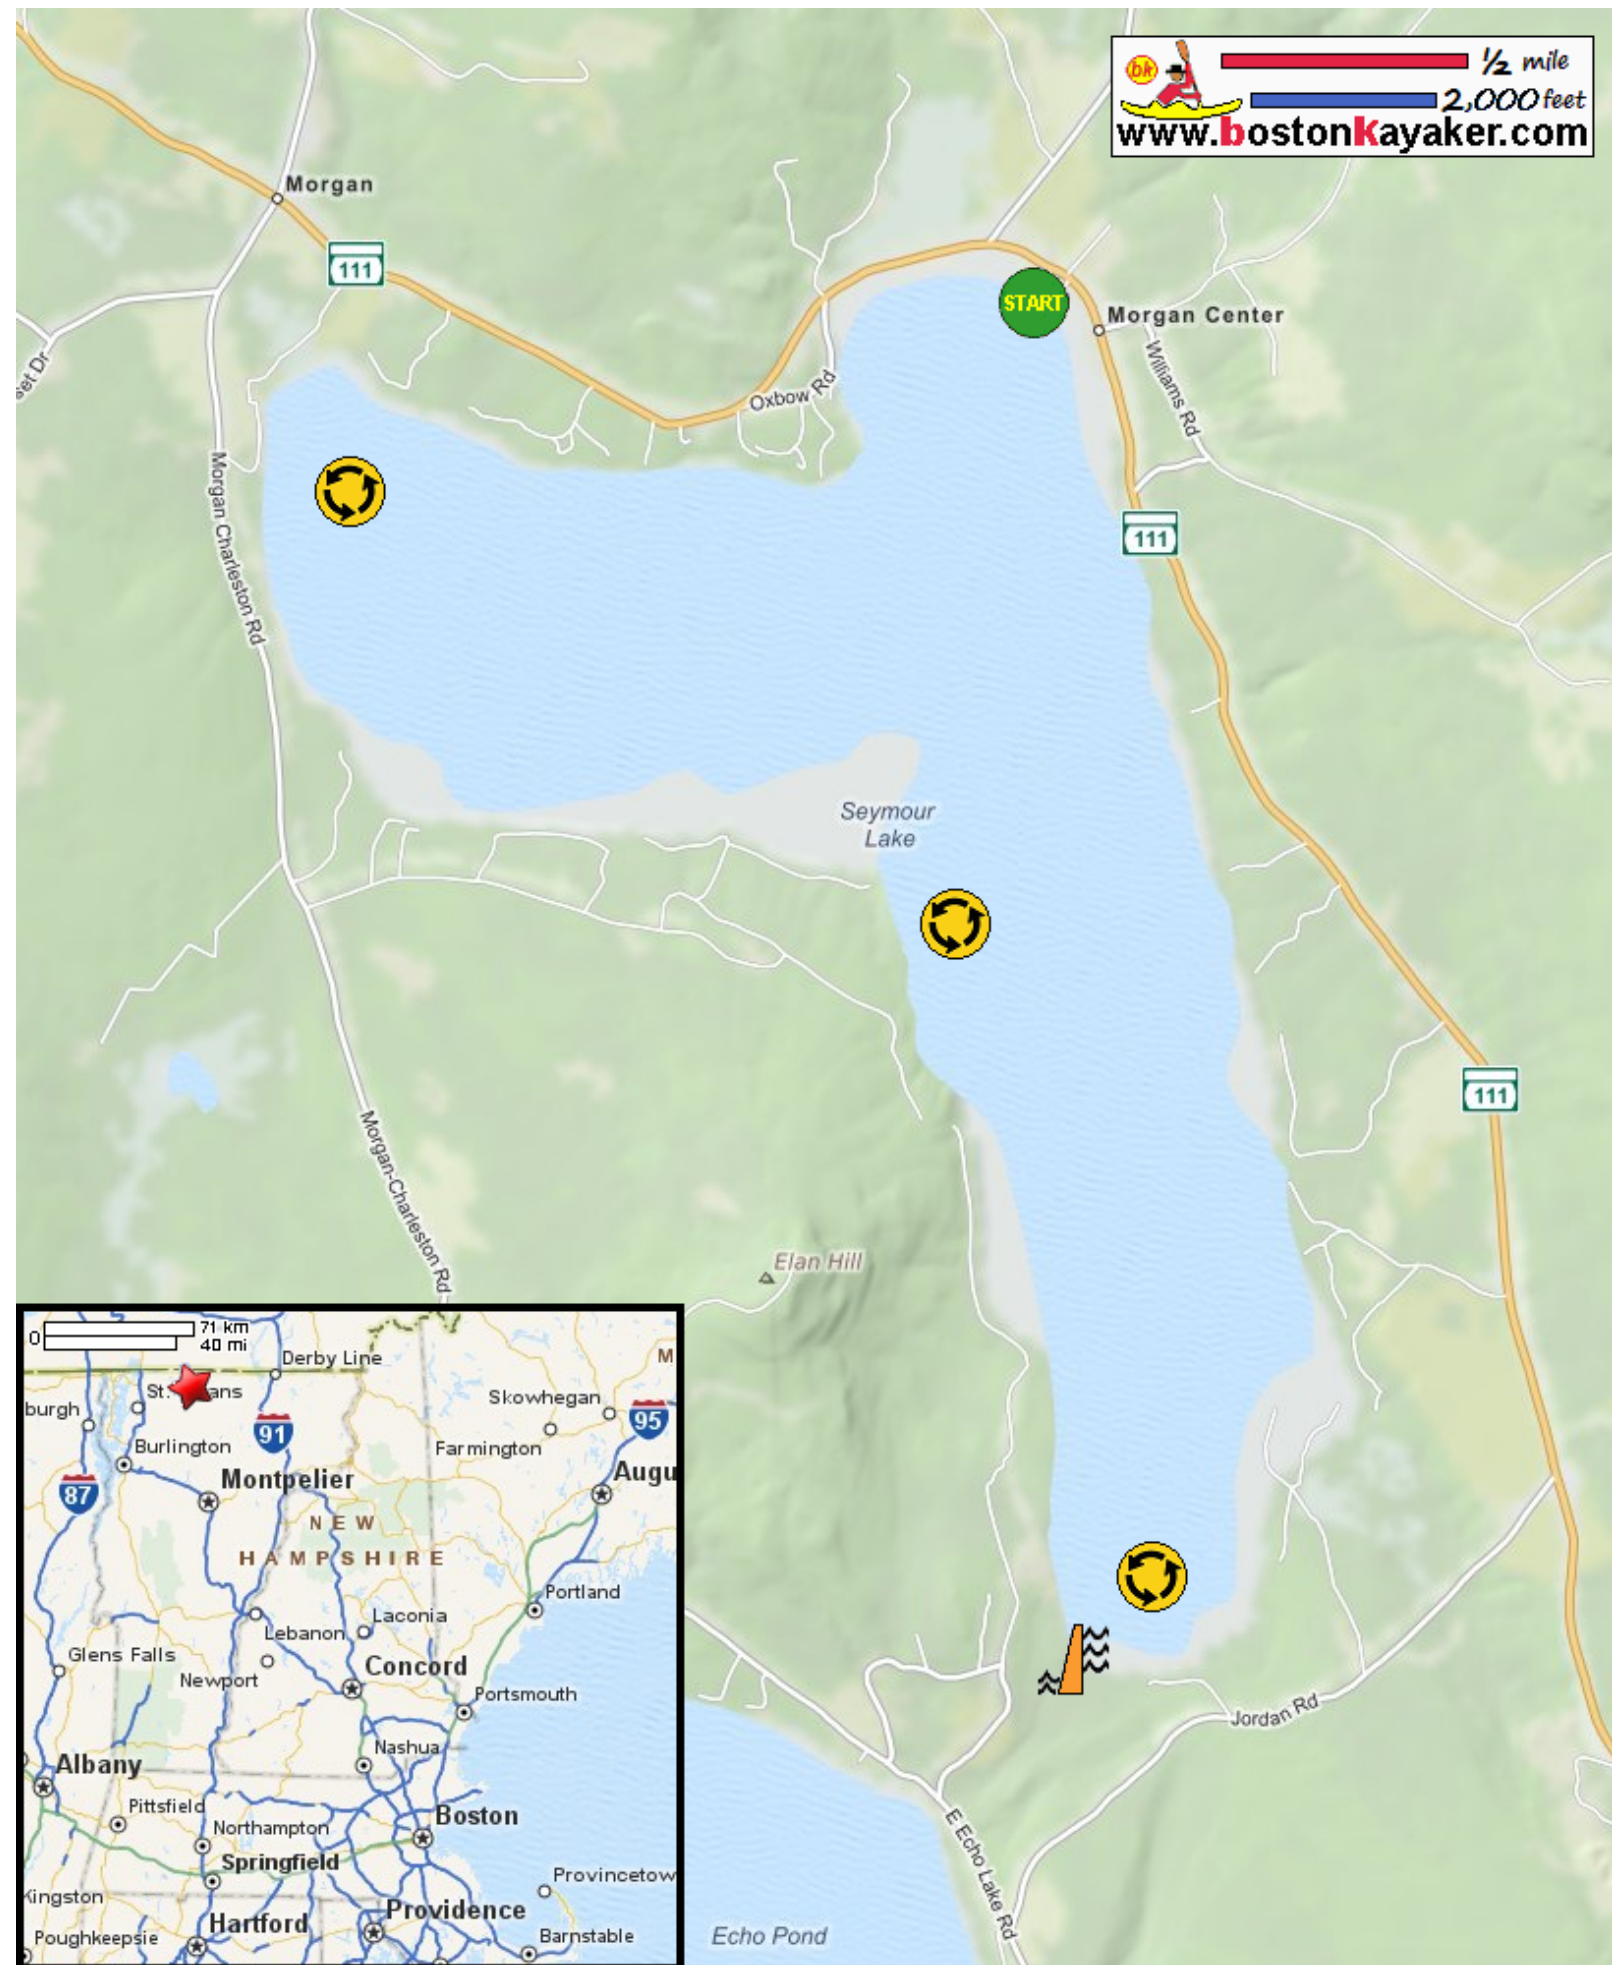 bk
½ mile
2,000 feet
www.bostonkayaker.com
Morgan
111
START
Morgan Center
Williams Rd
Oxbow Rd
set Dr
Morgan Charleston Rd
111
Seymour
Lake
111
Morgan-Charleston Rd
Elan Hill
Jordan Rd
E Echo Lake Rd
Echo Pond
0
71 km
40 mi
Derby Line
M
St. ans
Skowhegan
burgh
91
95
Burlington
Farmington
Montpelier
Augu
87
NEW
HAMPSHIRE
Portland
Laconia
Lebanon
Glens Falls
Newport
Concord
Portsmouth
Nashua
Albany
Pittsfield
Boston
Northampton
Springfield
Provincetow
Kingston
Hartford
Providence
Poughkeepsie
Barnstable